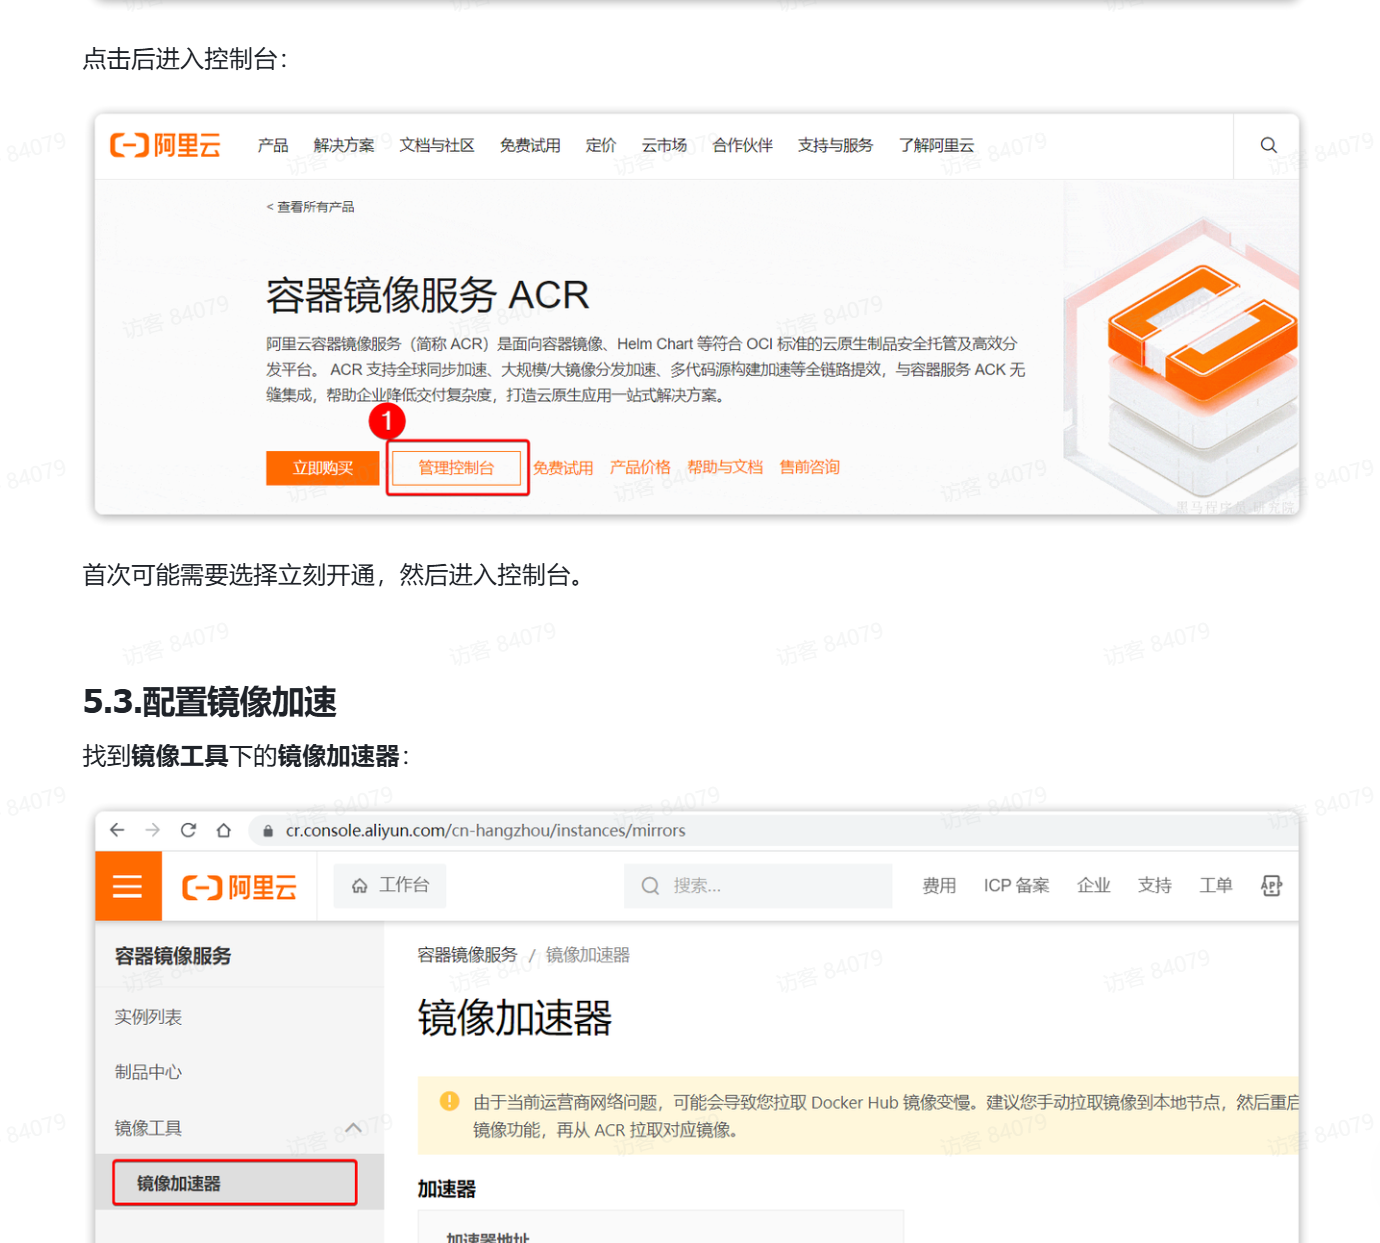 点击后进入控制台：
阿里云 产品 解决方案 文档与社区 免费试用 定价 云市场 合作伙伴 支持与服务 了解阿里云
< 查看所有产品
容器镜像服务 ACR
阿里云容器镜像服务（简称 ACR）是面向容器镜像、Helm Chart 等符合 OCI 标准的云原生制品安全托管及高效分
发平台。 ACR 支持全球同步加速、大规模/大镜像分发加速、多代码源构建加速等全链路提效，与容器服务 ACK 无
缝集成，帮助企业降低交付复杂度，打造云原生应用一站式解决方案。
1
立即购买 管理控制台 免费试用 产品价格 帮助与文档 售前咨询
首次可能需要选择立刻开通，然后进入控制台。
5.3.配置镜像加速
找到镜像工具下的镜像加速器：
cr.console.aliyun.com/cn-hangzhou/instances/mirrors
阿里云 工作台 搜索... 费用 ICP 备案 企业 支持 工单
容器镜像服务
实例列表
制品中心
镜像工具
镜像加速器
容器镜像服务 / 镜像加速器
镜像加速器
由于当前运营商网络问题，可能会导致您拉取 Docker Hub 镜像变慢。建议您手动拉取镜像到本地节点，然后重启
镜像功能，再从 ACR 拉取对应镜像。
加速器
加速器地址
访客 84079